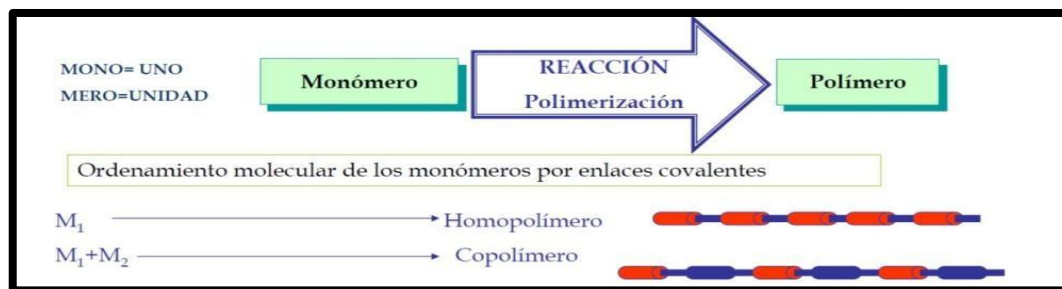 MONO= UNO
MERO=UNIDAD
Monómero
REACCIÓN
Polimerización
Polímero
Ordenamiento molecular de los monómeros por enlaces covalentes
M₁
Homopolímero
M₁+M₂
Copolímero